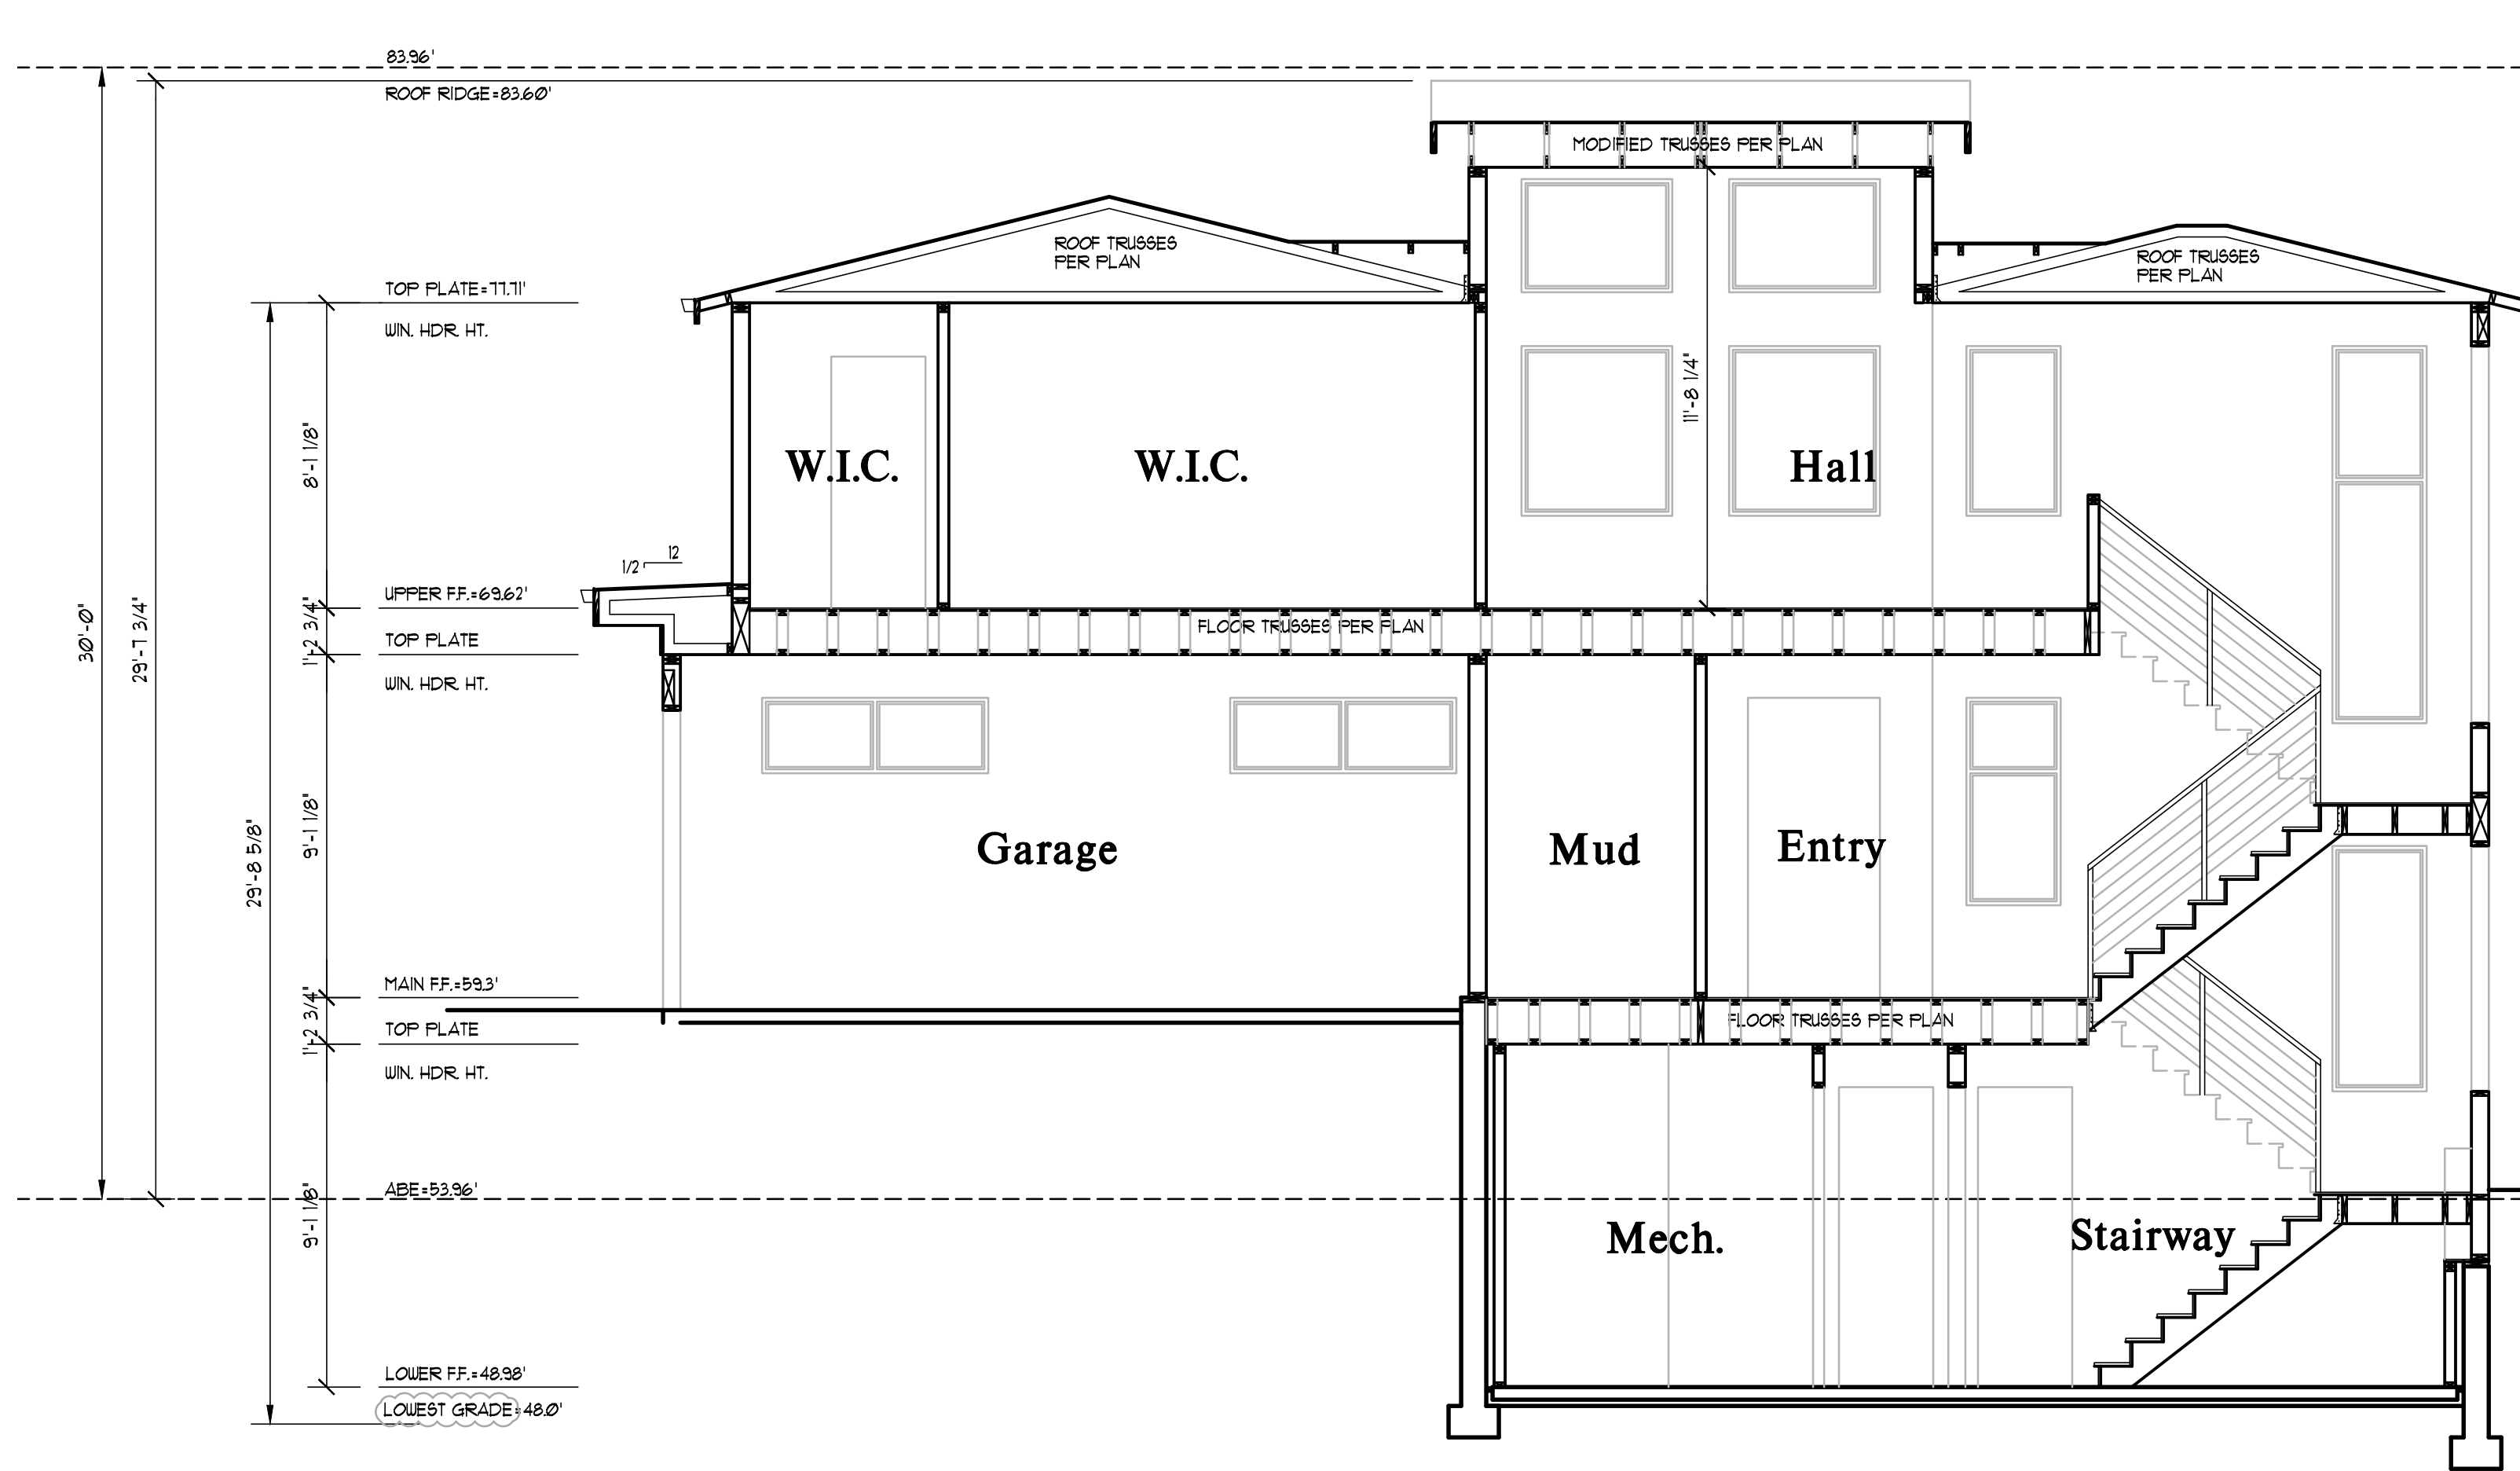 83.96'
ROOF RIDGE=83.60'
MODIFIED TRUSSES PER PLAN
ROOF TRUSSES
PER PLAN
ROOF TRUSSES
PER PLAN
TOP PLATE=77.71'
WIN. HDR. HT.
8'-1 1/8"
11'-8 1/4"
W.I.C.
W.I.C.
Hall
12
1/2
UPPER F.F.=69.62'
1'-2 3/4"
TOP PLATE
FLOOR TRUSSES PER PLAN
WIN. HDR. HT.
30'-0"
29'-7 3/4"
29'-8 5/8"
9'-1 1/8"
Garage
Mud
Entry
MAIN F.F.=59.3'
1'-2 3/4"
TOP PLATE
FLOOR TRUSSES PER PLAN
WIN. HDR. HT.
ABE=53.96'
9'-1 1/8"
Mech.
Stairway
LOWER F.F.=48.98'
LOWEST GRADE=48.0'